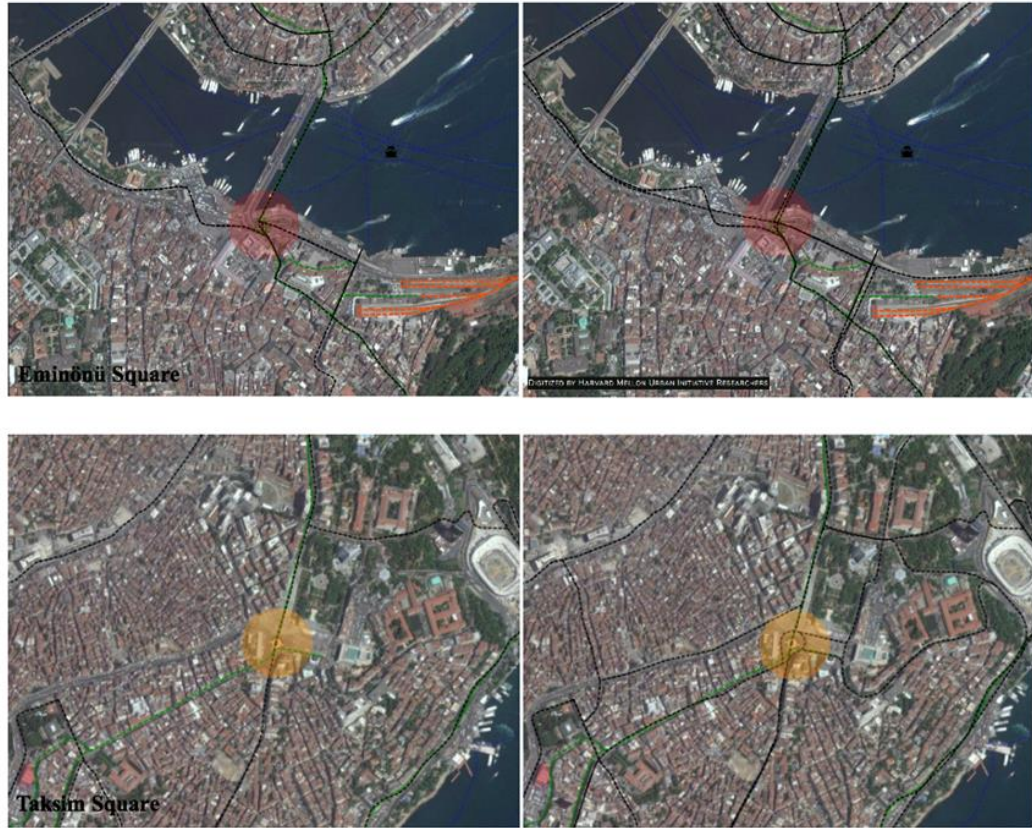 Eminönü Square
DIGITIZED BY HARVARD MELLON URBAN INITIATIVE RESEARCHERS
Taksim Square